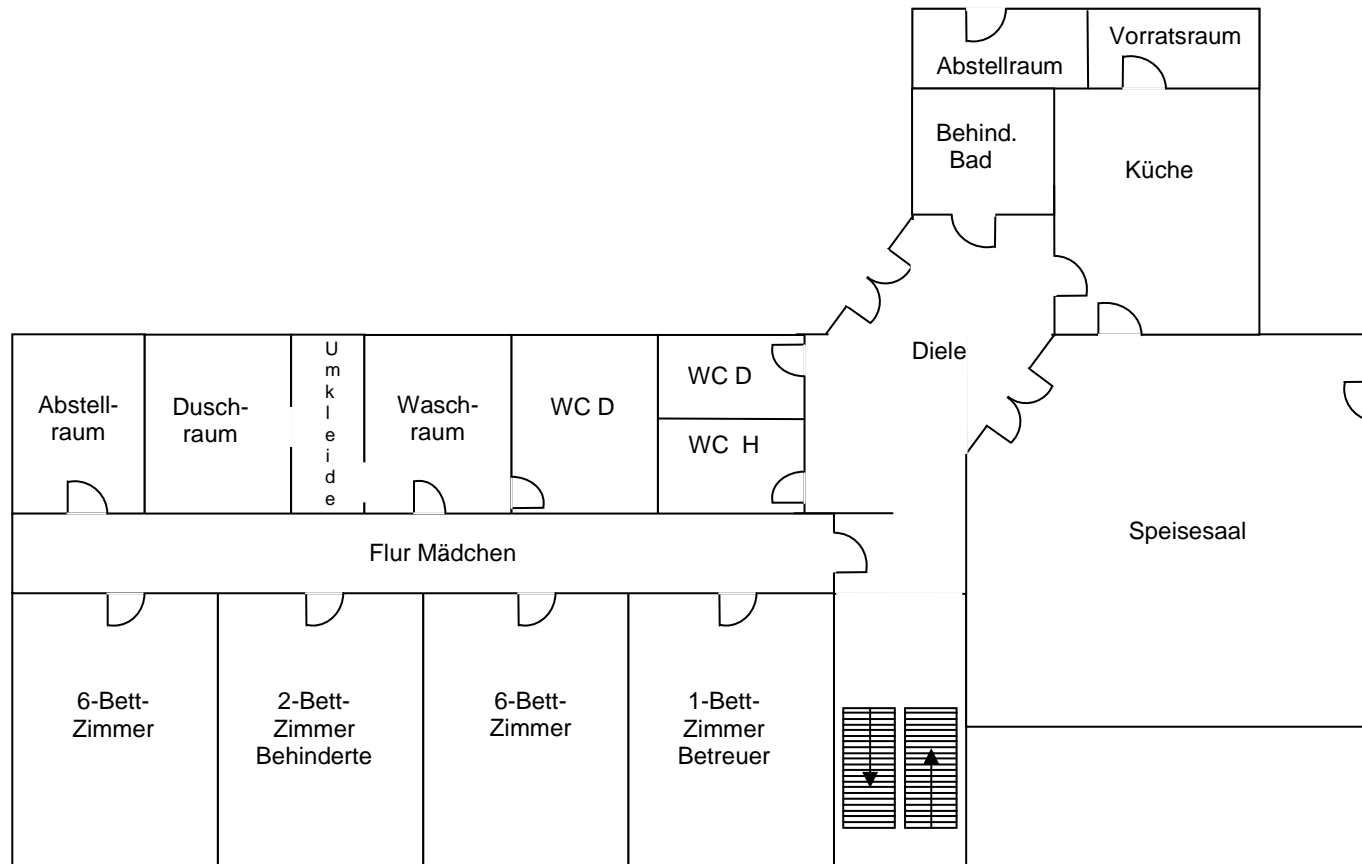 Vorratsraum
Abstellraum
Behind.
Bad
Küche
Diele
Abstell-
raum
Dusch-
raum
Umkleide
Wasch-
raum
WC D
WC D
WC H
Flur Mädchen
Speisesaal
6-Bett-
Zimmer
2-Bett-
Zimmer
Behinderte
6-Bett-
Zimmer
1-Bett-
Zimmer
Betreuer